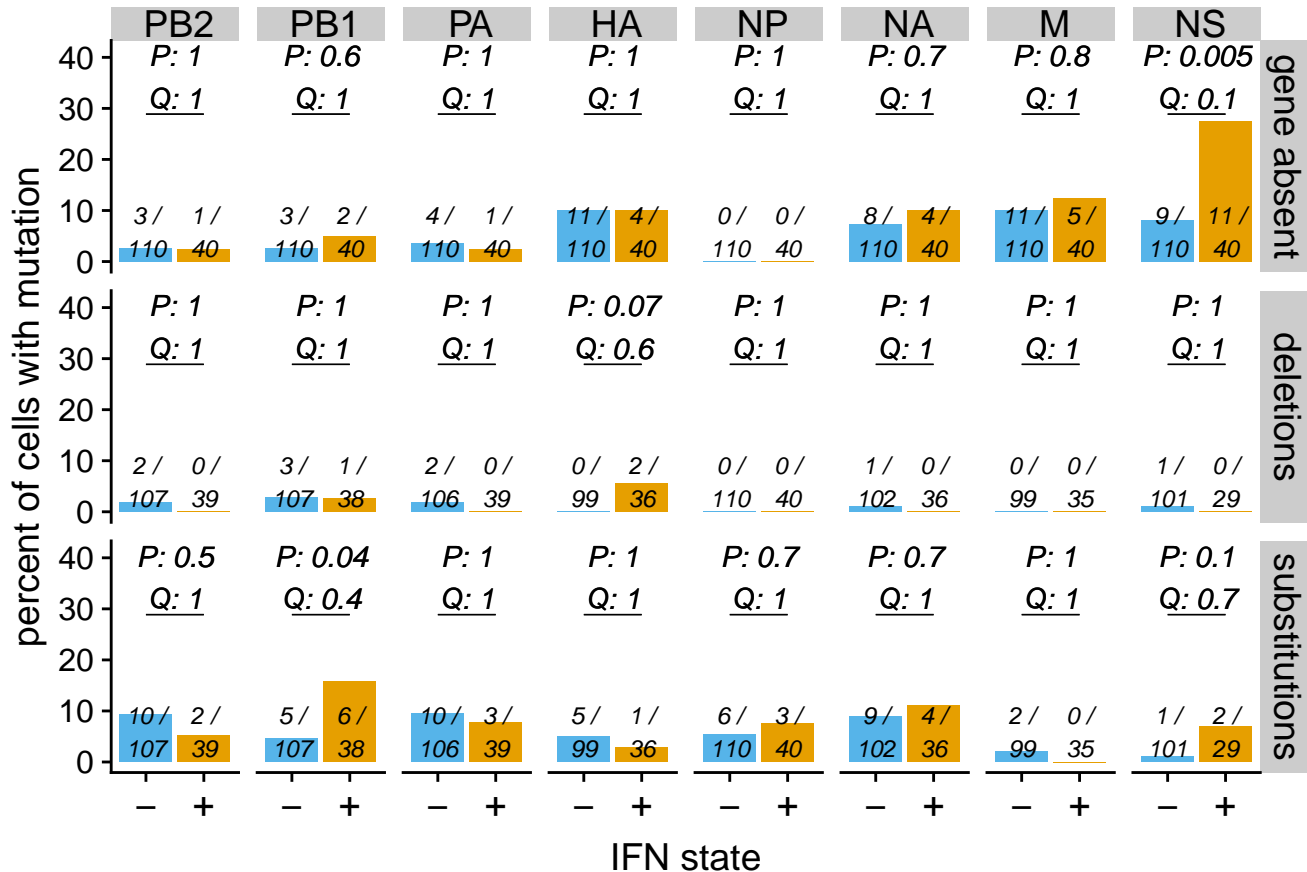 PB2 PB1 PA HA NP NA M NS
percent of cells with mutation
40 P: 1 P: 0.6 P: 1 P: 1 P: 1 P: 0.7 P: 0.8 P: 0.005
30 Q: 1 Q: 1 Q: 1 Q: 1 Q: 1 Q: 1 Q: 1 Q: 0.1
20
10 3 / 1 / 3 / 2 / 4 / 1 / 11 / 4 / 0 / 0 / 8 / 4 / 11 / 5 / 9 / 11 /
110 40 110 40 110 40 110 40 110 40 110 40 110 40 110 40
0
gene absent
40 P: 1 P: 1 P: 1 P: 0.07 P: 1 P: 1 P: 1 P: 1
30 Q: 1 Q: 1 Q: 1 Q: 0.6 Q: 1 Q: 1 Q: 1 Q: 1
20
10 2 / 0 / 3 / 1 / 2 / 0 / 0 / 2 / 0 / 0 / 1 / 0 / 0 / 0 / 1 / 0 /
107 39 107 38 106 39 99 36 110 40 102 36 99 35 101 29
0
deletions
40 P: 0.5 P: 0.04 P: 1 P: 1 P: 0.7 P: 0.7 P: 1 P: 0.1
30 Q: 1 Q: 0.4 Q: 1 Q: 1 Q: 1 Q: 1 Q: 1 Q: 0.7
20
10 10 / 2 / 5 / 6 / 10 / 3 / 5 / 1 / 6 / 3 / 9 / 4 / 2 / 0 / 1 / 2 /
107 39 107 38 106 39 99 36 110 40 102 36 99 35 101 29
0
substitutions
− + − + − + − + − + − + − + − +
IFN state